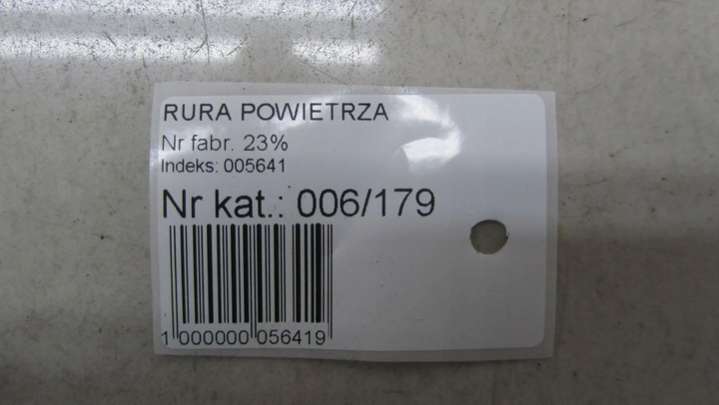 RURA POWIETRZA
Nr fabr. 23%
Indeks: 005641
Nr kat.: 006/179
1 000000 056419